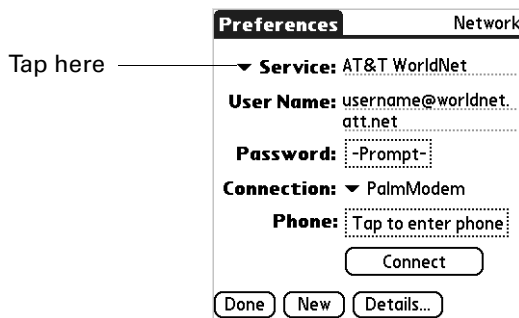 Preferences Network
Tap here
Service: AT&T WorldNet
User Name: username@worldnet.
att.net
Password: -Prompt-
Connection: PalmModem
Phone: Tap to enter phone
Connect
Done New Details...